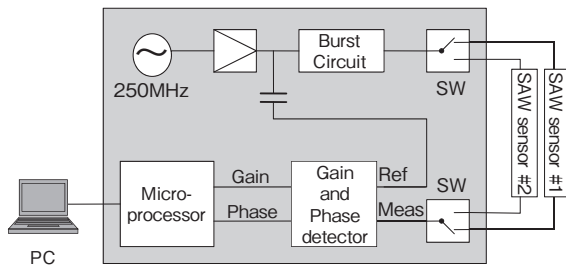 250MHz
Burst
Circuit
SW
SAW sensor #2
SAW sensor #1
Micro-
processor
Gain
Phase
Gain
and
Phase
detector
Ref
Meas
SW
PC